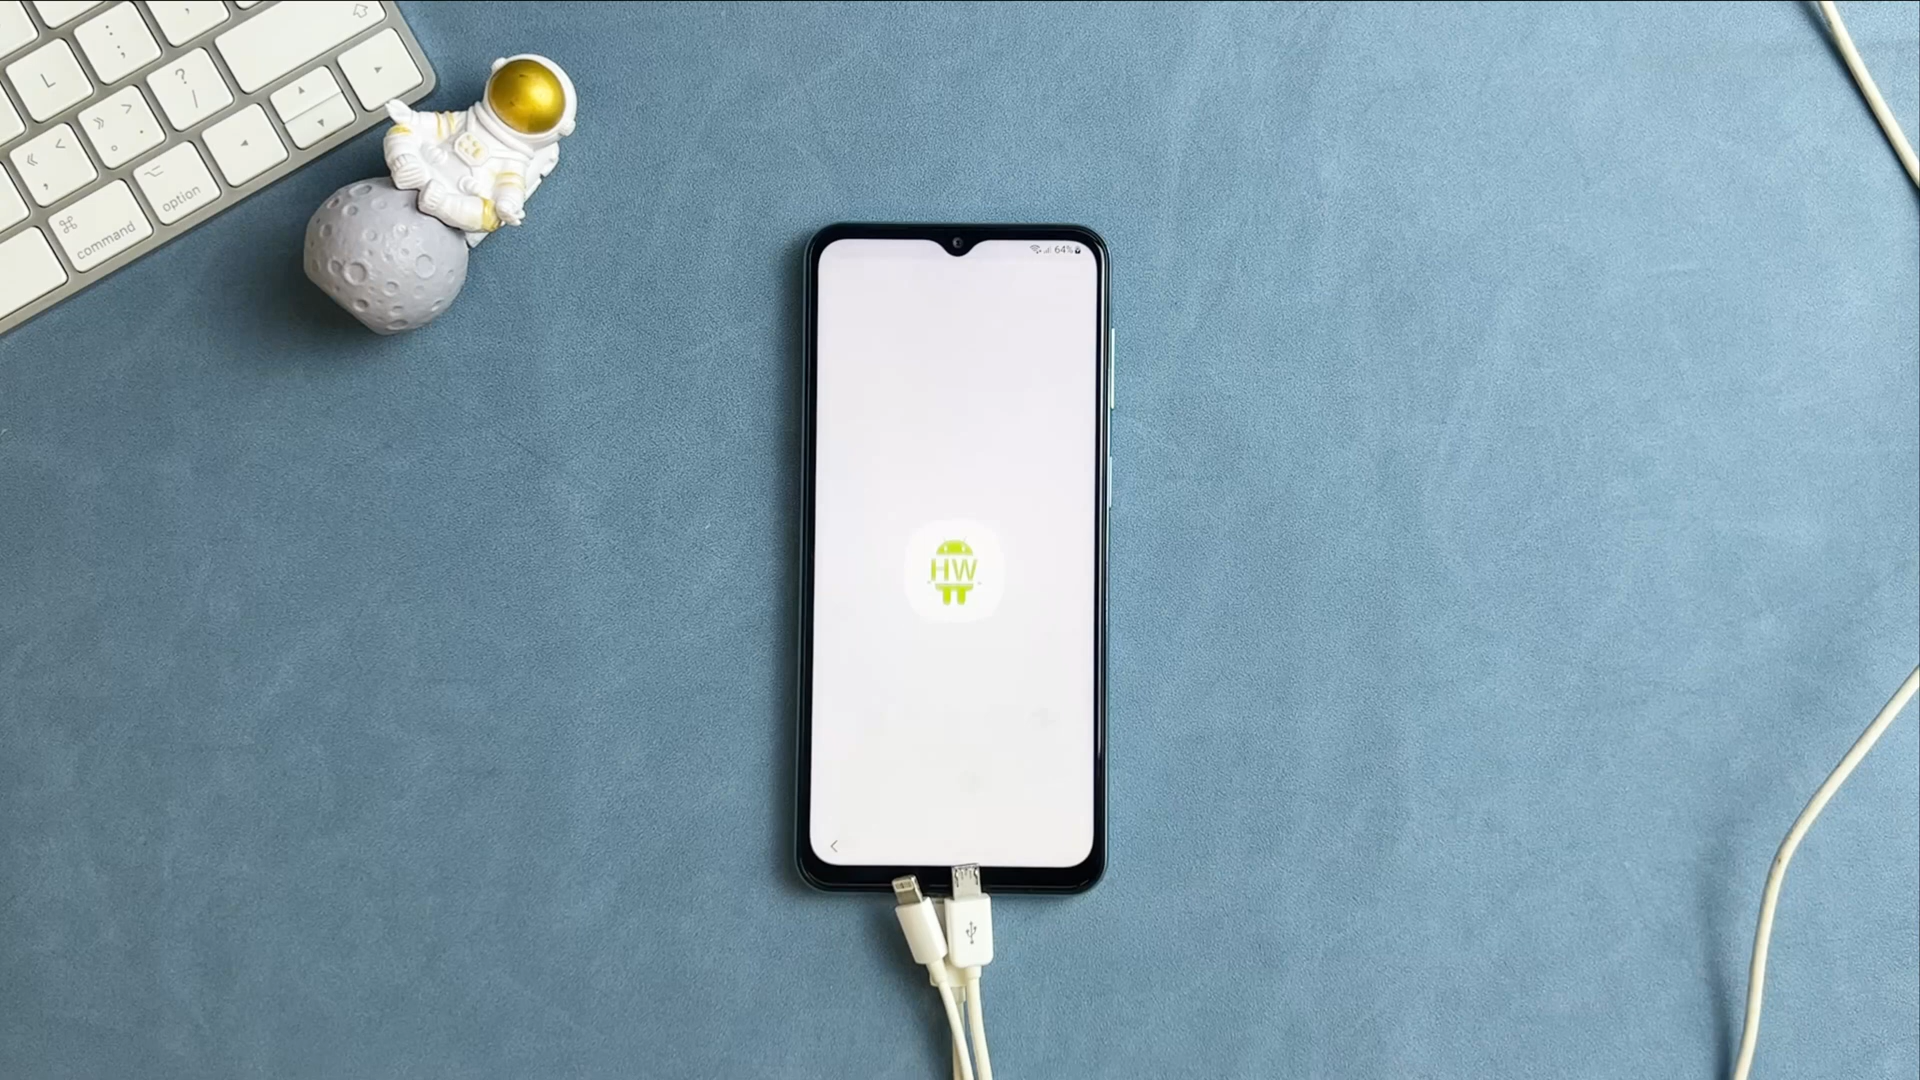 L
: ;
? /
» > . 。
« < ,
⌘
command
⌥
option
64%
HW